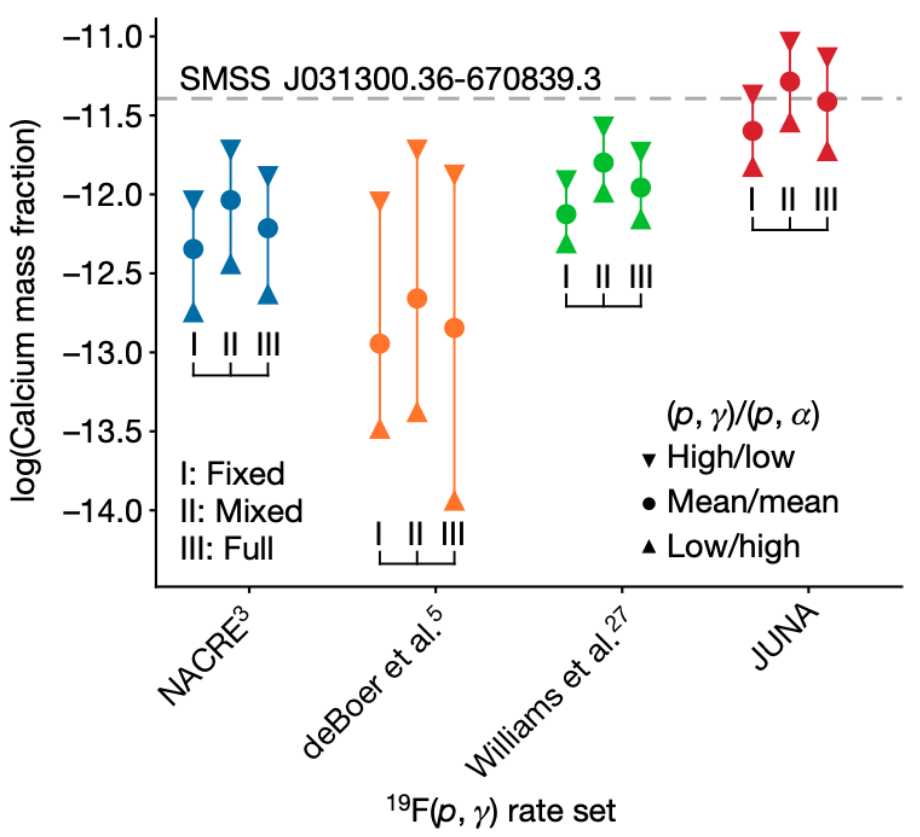 log(Calcium mass fraction)
−11.0
−11.5
−12.0
−12.5
−13.0
−13.5
−14.0
SMSS J031300.36-670839.3
I II III
I II III
I II III
I II III
I: Fixed
II: Mixed
III: Full
(p, γ)/(p, α)
▼ High/low
● Mean/mean
▲ Low/high
NACRE³
deBoer et al.⁵
Williams et al.²⁷
JUNA
¹⁹F(p, γ) rate set